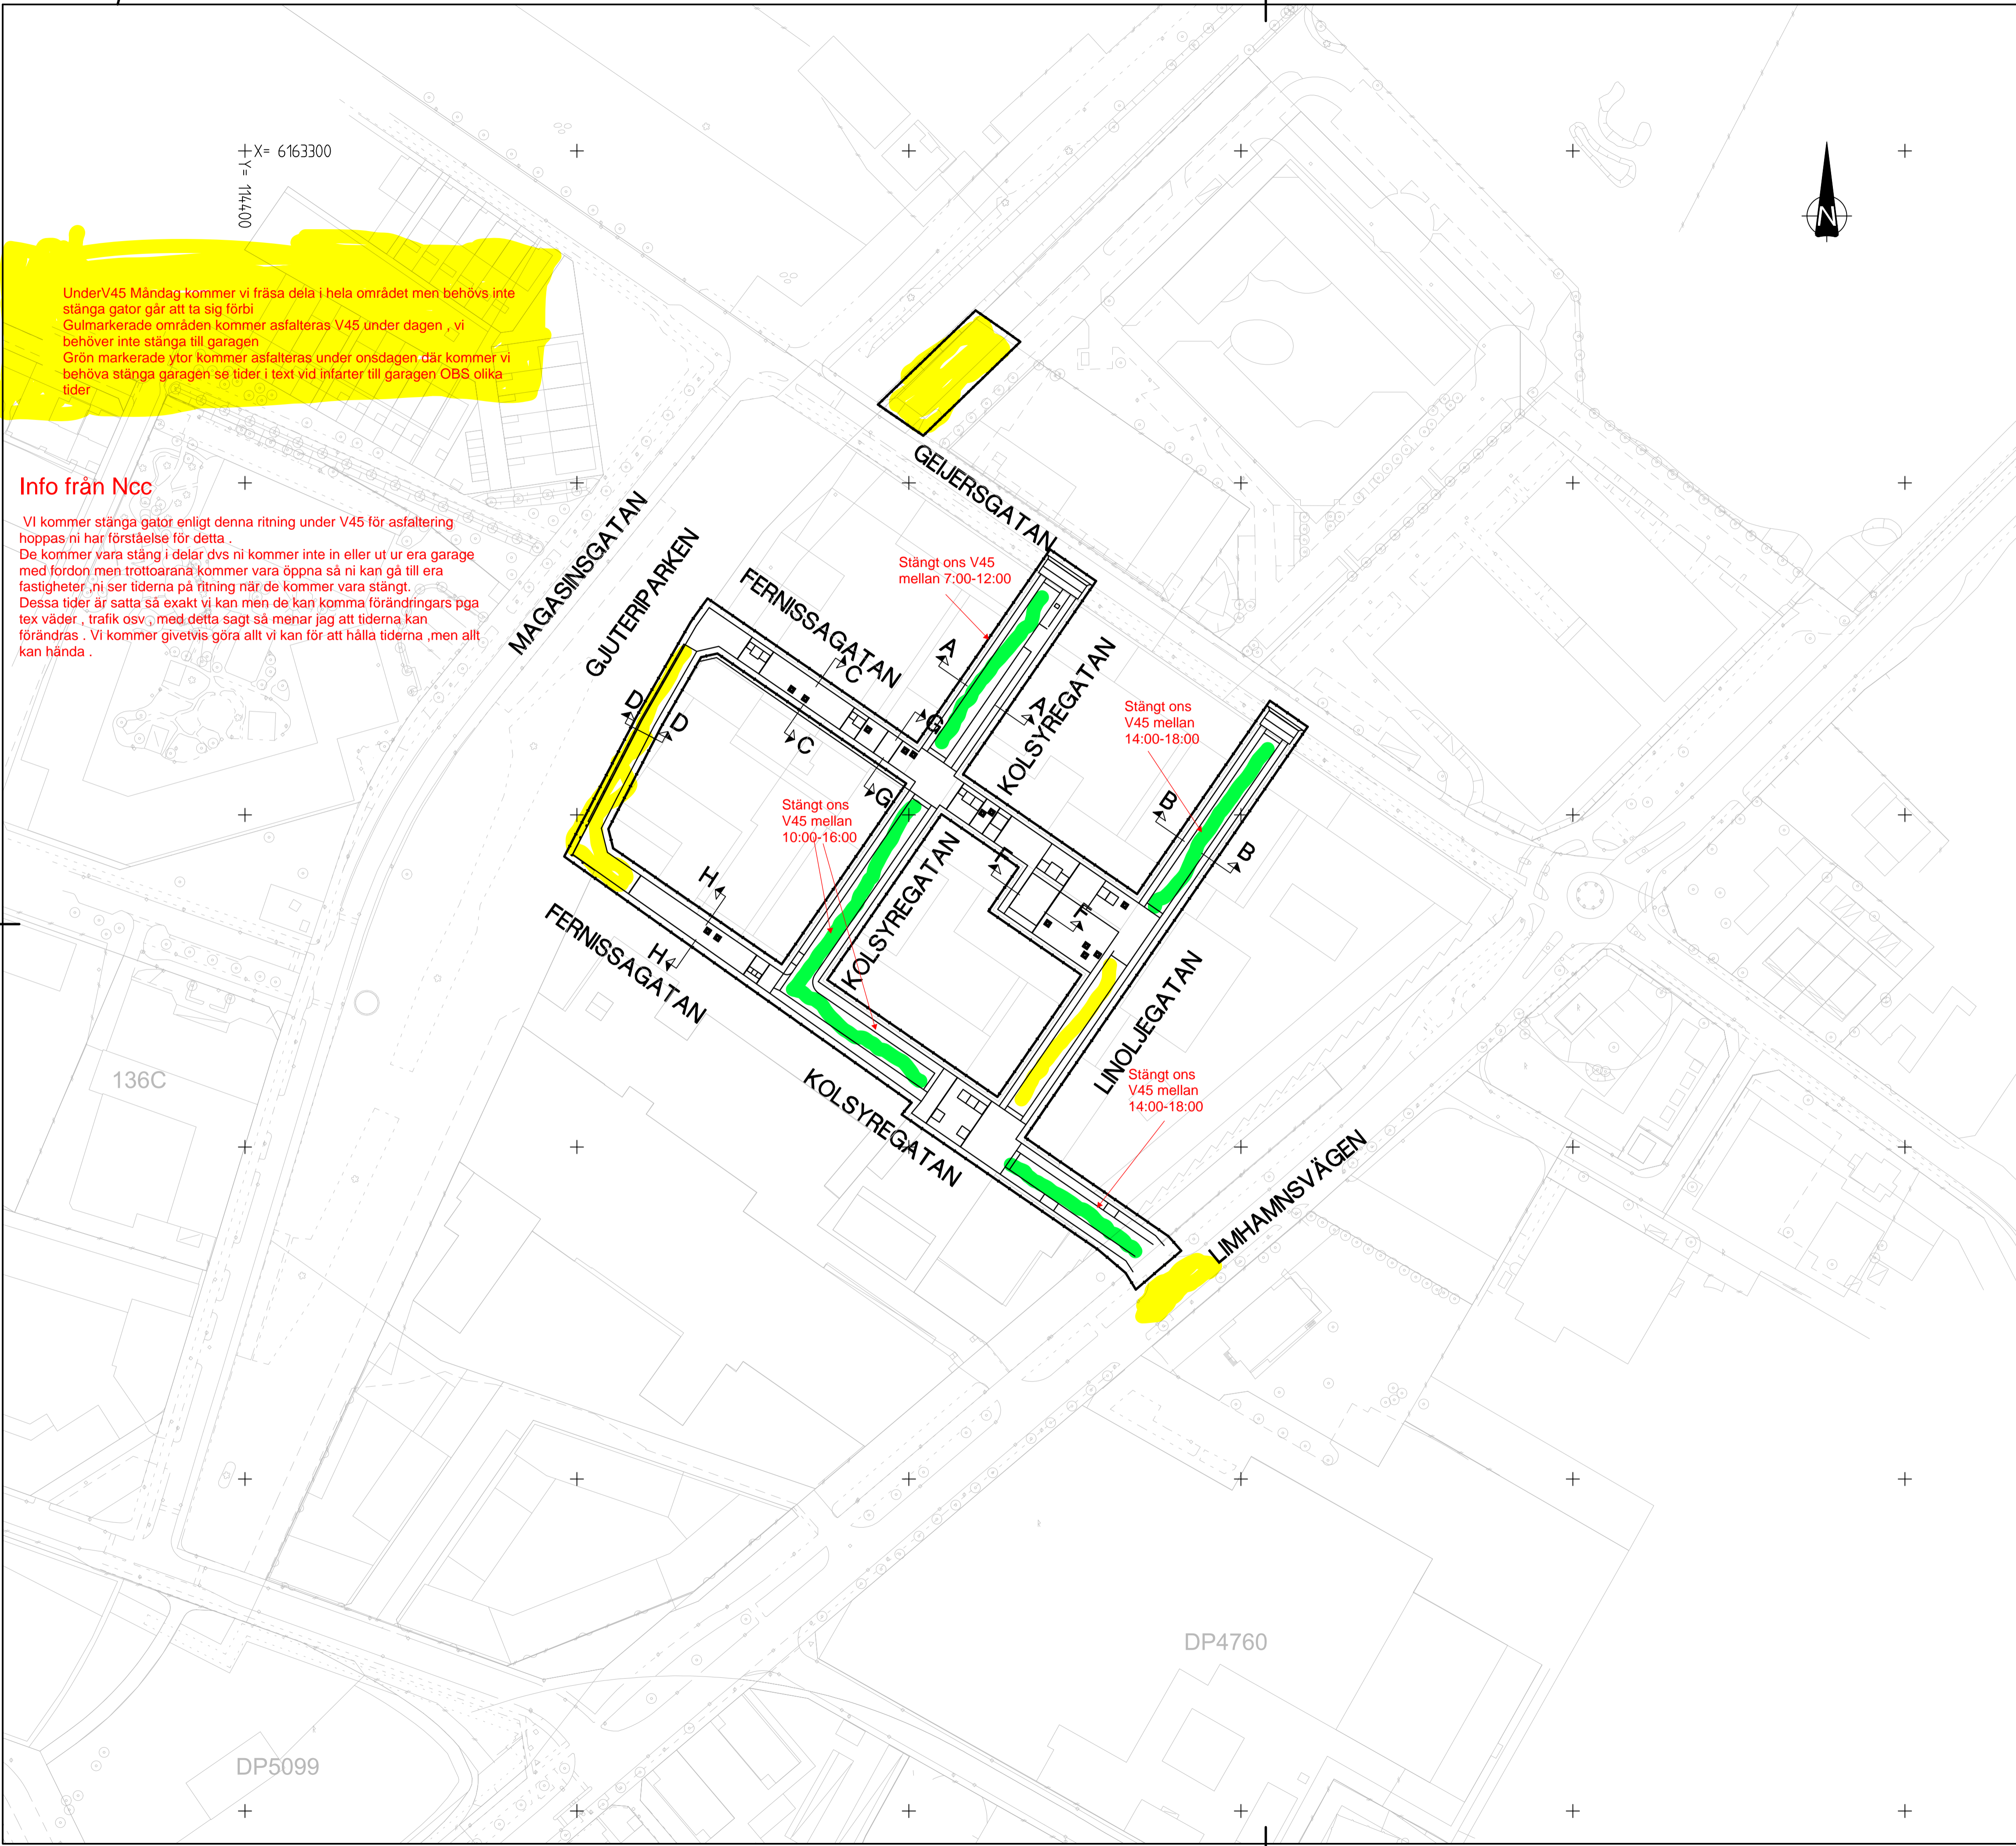 X= 6163300
Y= 114400
N
UnderV45 Måndag kommer vi fräsa dela i hela området men behövs inte
stänga gator går att ta sig förbi
Gulmarkerade områden kommer asfalteras V45 under dagen , vi
behöver inte stänga till garagen
Grön markerade ytor kommer asfalteras under onsdagen där kommer vi
behöva stänga garagen se tider i text vid infarter till garagen OBS olika
tider
Info från Ncc
VI kommer stänga gator enligt denna ritning under V45 för asfaltering
hoppas ni har förståelse för detta .
De kommer vara stäng i delar dvs ni kommer inte in eller ut ur era garage
med fordon men trottoarana kommer vara öppna så ni kan gå till era
fastigheter ,ni ser tiderna på ritning när de kommer vara stängt.
Dessa tider är satta så exakt vi kan men de kan komma förändringars pga
tex väder , trafik osv , med detta sagt så menar jag att tiderna kan
förändras . Vi kommer givetvis göra allt vi kan för att hålla tiderna ,men allt
kan hända .
GEIJERSGATAN
MAGASINSGATAN
GJUTERIPARKEN
FERNISSAGATAN
Stängt ons V45
mellan 7:00-12:00
A
A
KOLSYREGATAN
C
C
D
D
G
G
Stängt ons
V45 mellan
14:00-18:00
B
B
Stängt ons
V45 mellan
10:00-16:00
KOLSYREGATAN
F
F
H
H
FERNISSAGATAN
LINOLJEGATAN
KOLSYREGATAN
Stängt ons
V45 mellan
14:00-18:00
LIMHAMNSVÄGEN
136C
DP4760
DP5099